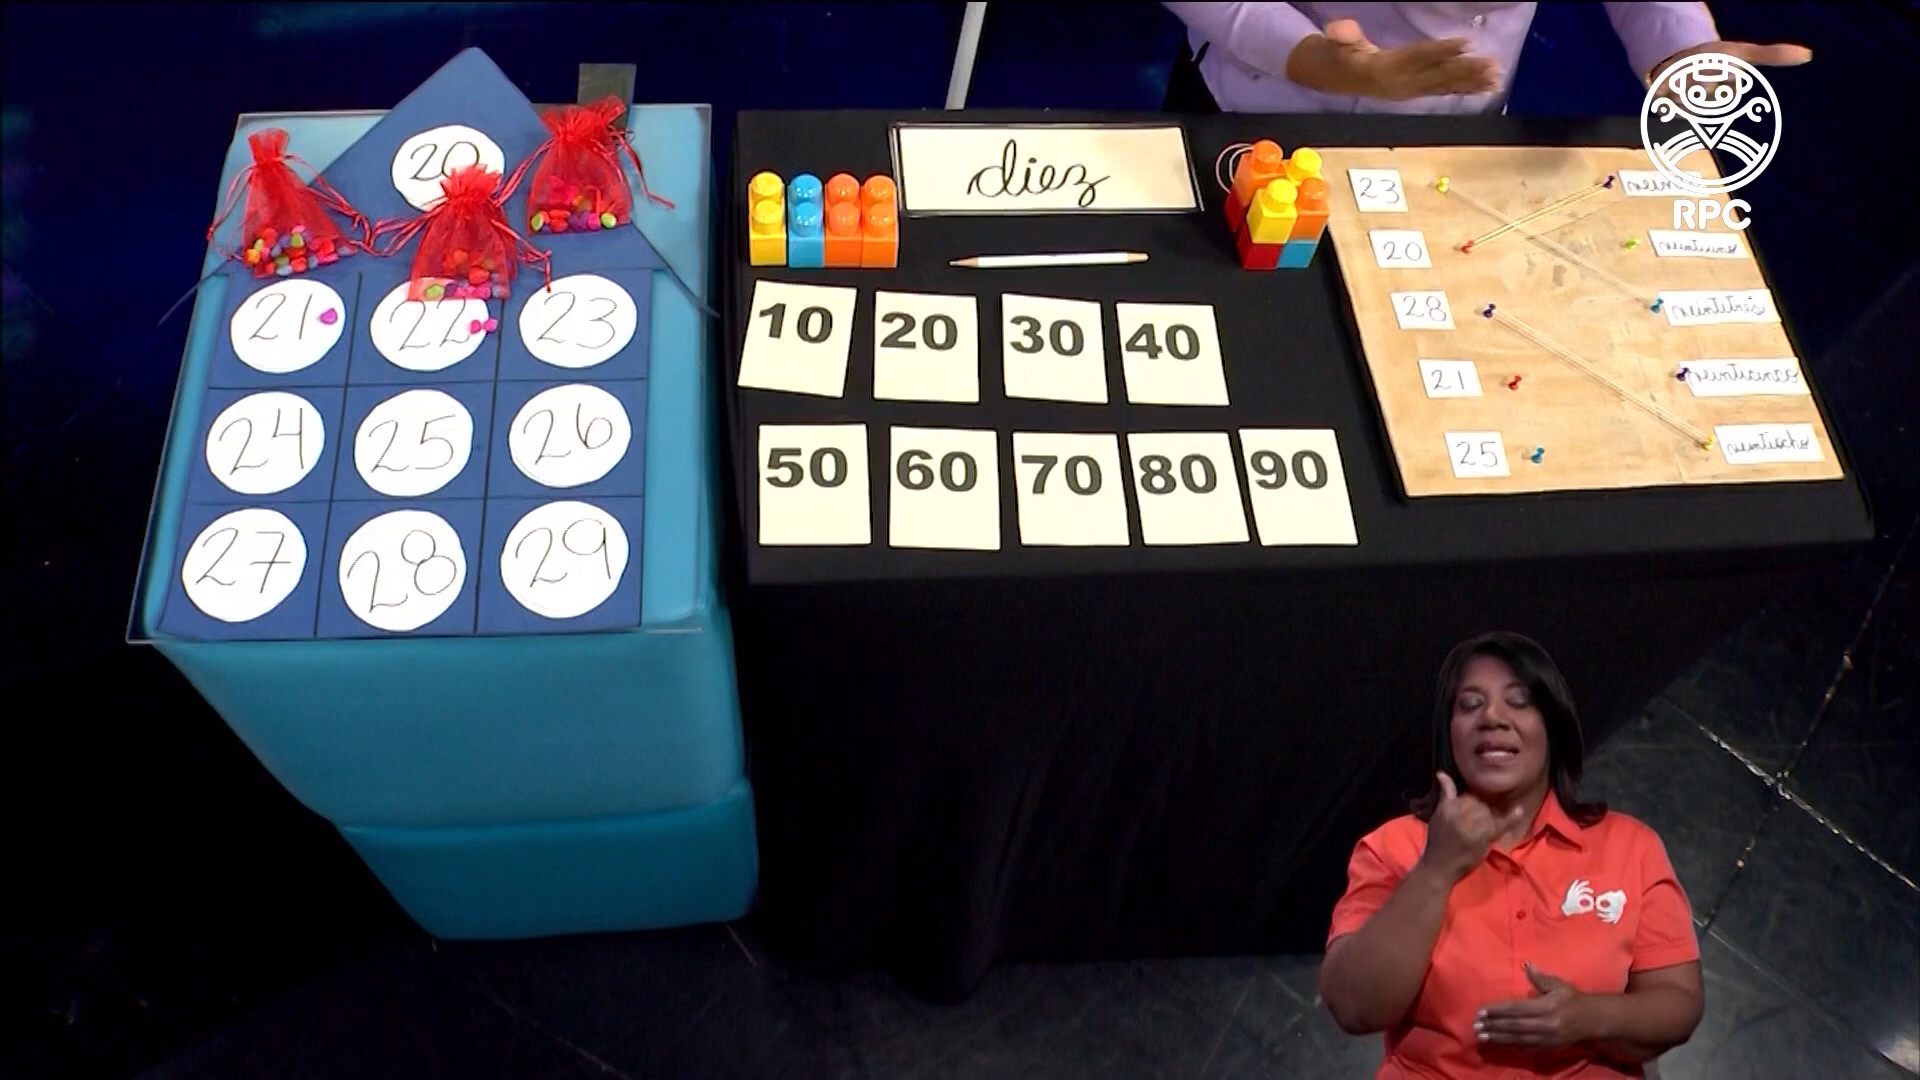 20
21 22 23
24 25 26
27 28 29
diez
10 20 30 40
50 60 70 80 90
23
20 veintiuno
28 veintitrés
21 veinticinco
25 veintiocho
RPC